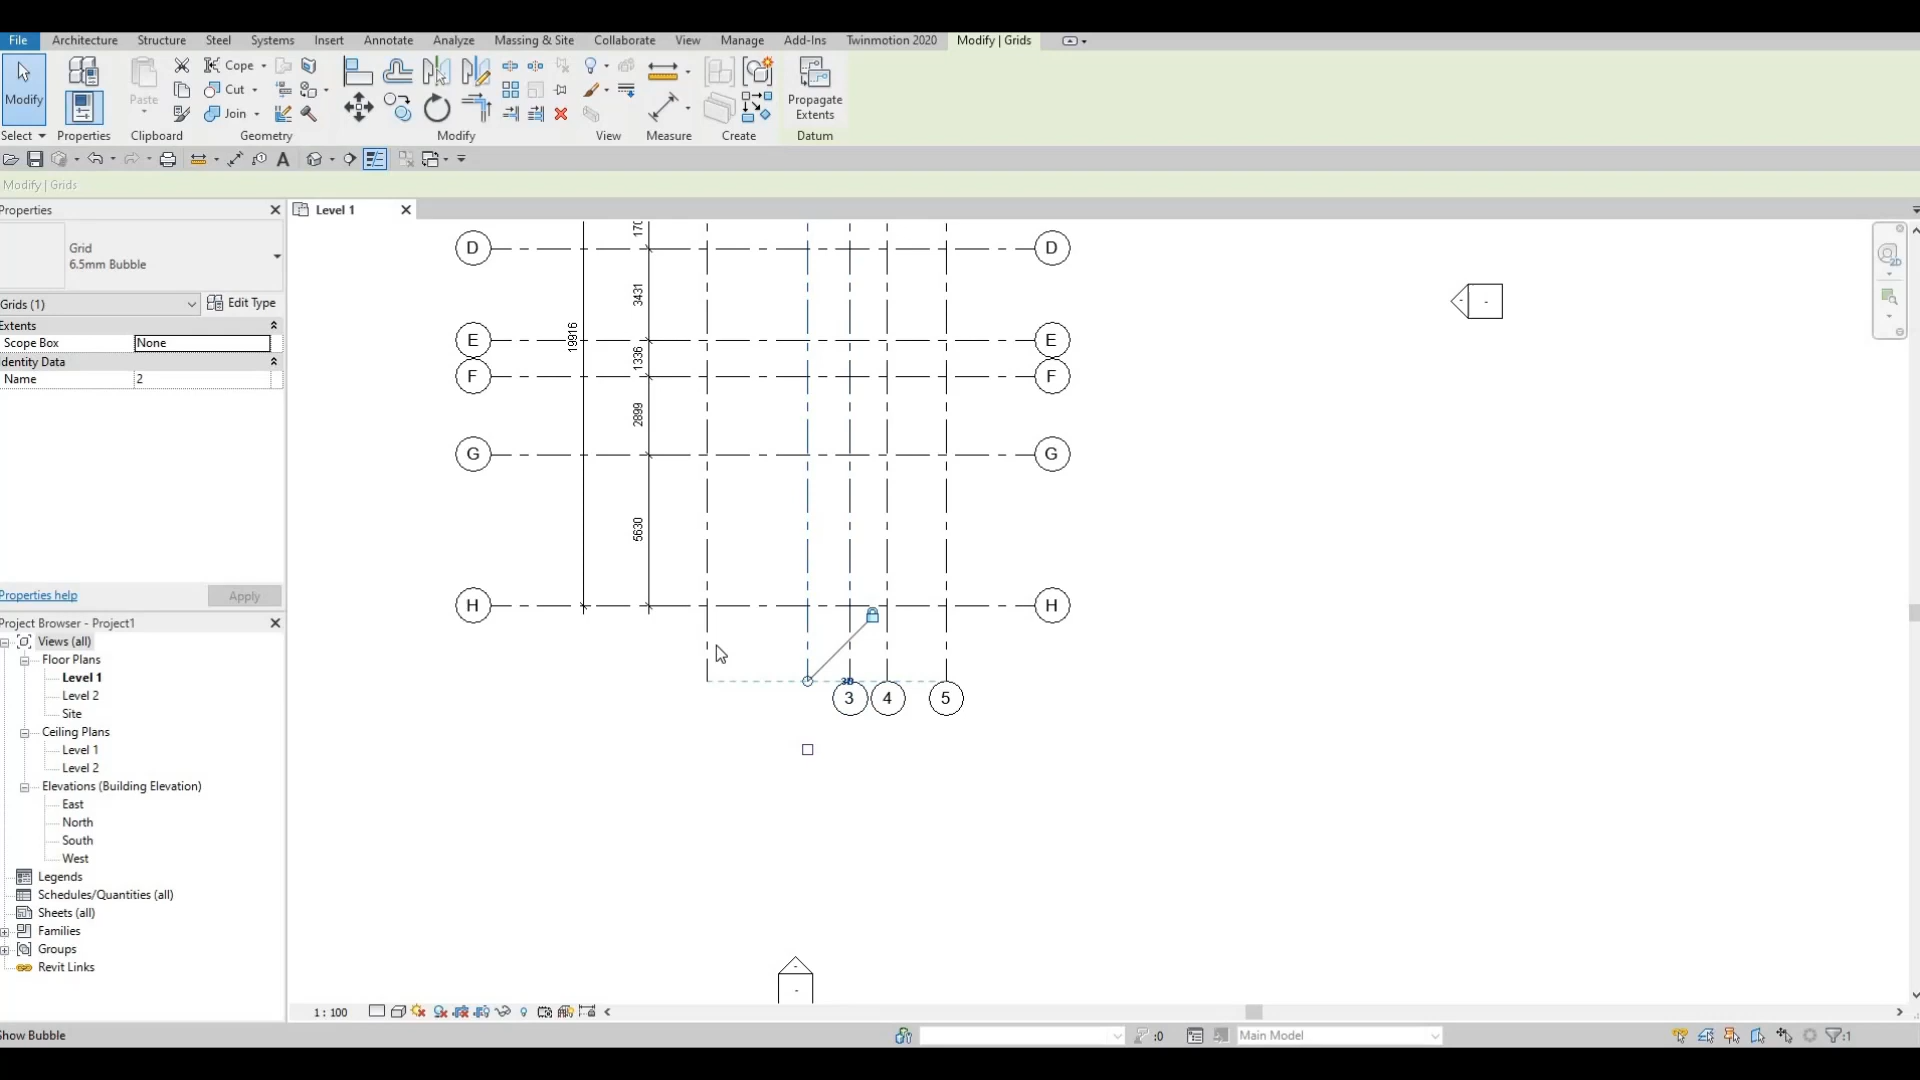 File Architecture Structure Steel Systems Insert Annotate Analyze Massing & Site Collaborate View Manage Add-Ins Twinmotion 2020 Modify | Grids
Modify
Paste
Cope
Cut
Join
Propagate
Extents
Select Properties Clipboard Geometry Modify View Measure Create Datum
A
Modify | Grids
Properties
Level 1
2D
Grid
6.5mm Bubble
Grids (1)
Edit Type
Extents
Scope Box None
Identity Data
Name 2
Properties help
Apply
Project Browser - Project1
Views (all)
Floor Plans
Level 1
Level 2
Site
Ceiling Plans
Level 1
Level 2
Elevations (Building Elevation)
East
North
South
West
Legends
Schedules/Quantities (all)
Sheets (all)
Families
Groups
Revit Links
D D
3431
E E
19916
1336
F F
2899
G G
5630
H H
3D
3 4 5
1 : 100
Show Bubble
:0
Main Model
:1